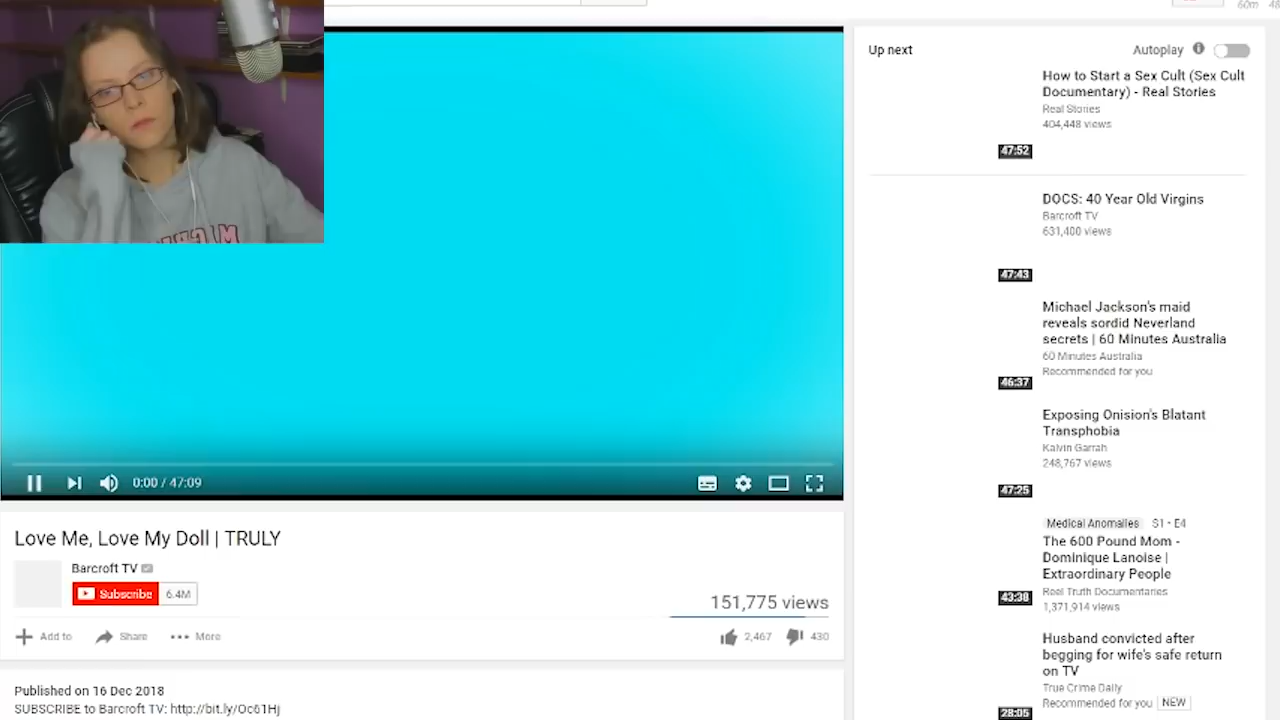 Up next
Autoplay
How to Start a Sex Cult (Sex Cult
Documentary) - Real Stories
Real Stories
404,448 views
47:52
DOCS: 40 Year Old Virgins
Barcroft TV
631,400 views
47:43
Michael Jackson's maid
reveals sordid Neverland
secrets | 60 Minutes Australia
60 Minutes Australia
Recommended for you
46:37
Exposing Onision's Blatant
Transphobia
Kalvin Garrah
248,767 views
47:25
Medical Anomalies S1 • E4
The 600 Pound Mom -
Dominique Lanoise |
Extraordinary People
Reel Truth Documentaries
1,371,914 views
43:38
Husband convicted after
begging for wife's safe return
on TV
True Crime Daily
Recommended for you NEW
28:05
0:00 / 47:09
Love Me, Love My Doll | TRULY
Barcroft TV
Subscribe 6.4M
151,775 views
Add to Share More
2,467 430
Published on 16 Dec 2018
SUBSCRIBE to Barcroft TV: http://bit.ly/Oc61Hj